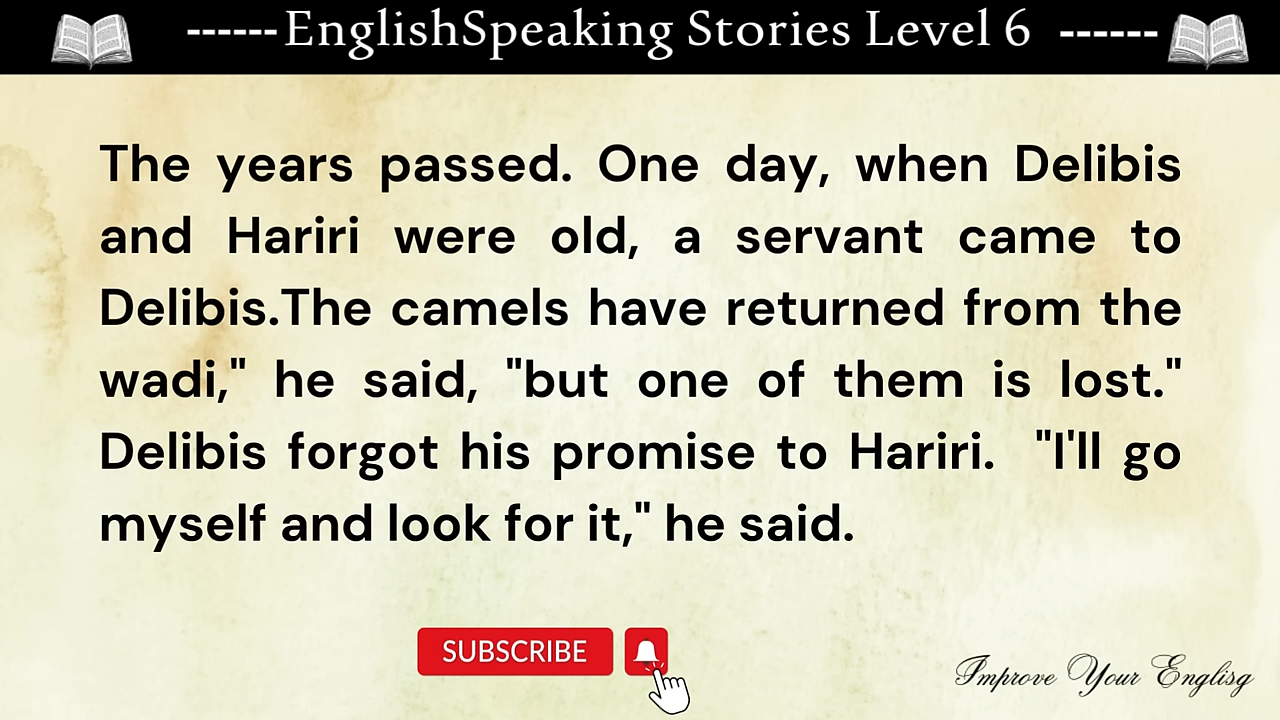 ------EnglishSpeaking Stories Level 6 ------
The years passed. One day, when Delibis
and Hariri were old, a servant came to
Delibis.The camels have returned from the
wadi," he said, "but one of them is lost."
Delibis forgot his promise to Hariri. "I'll go
myself and look for it," he said.
SUBSCRIBE
Improve Your Englisg